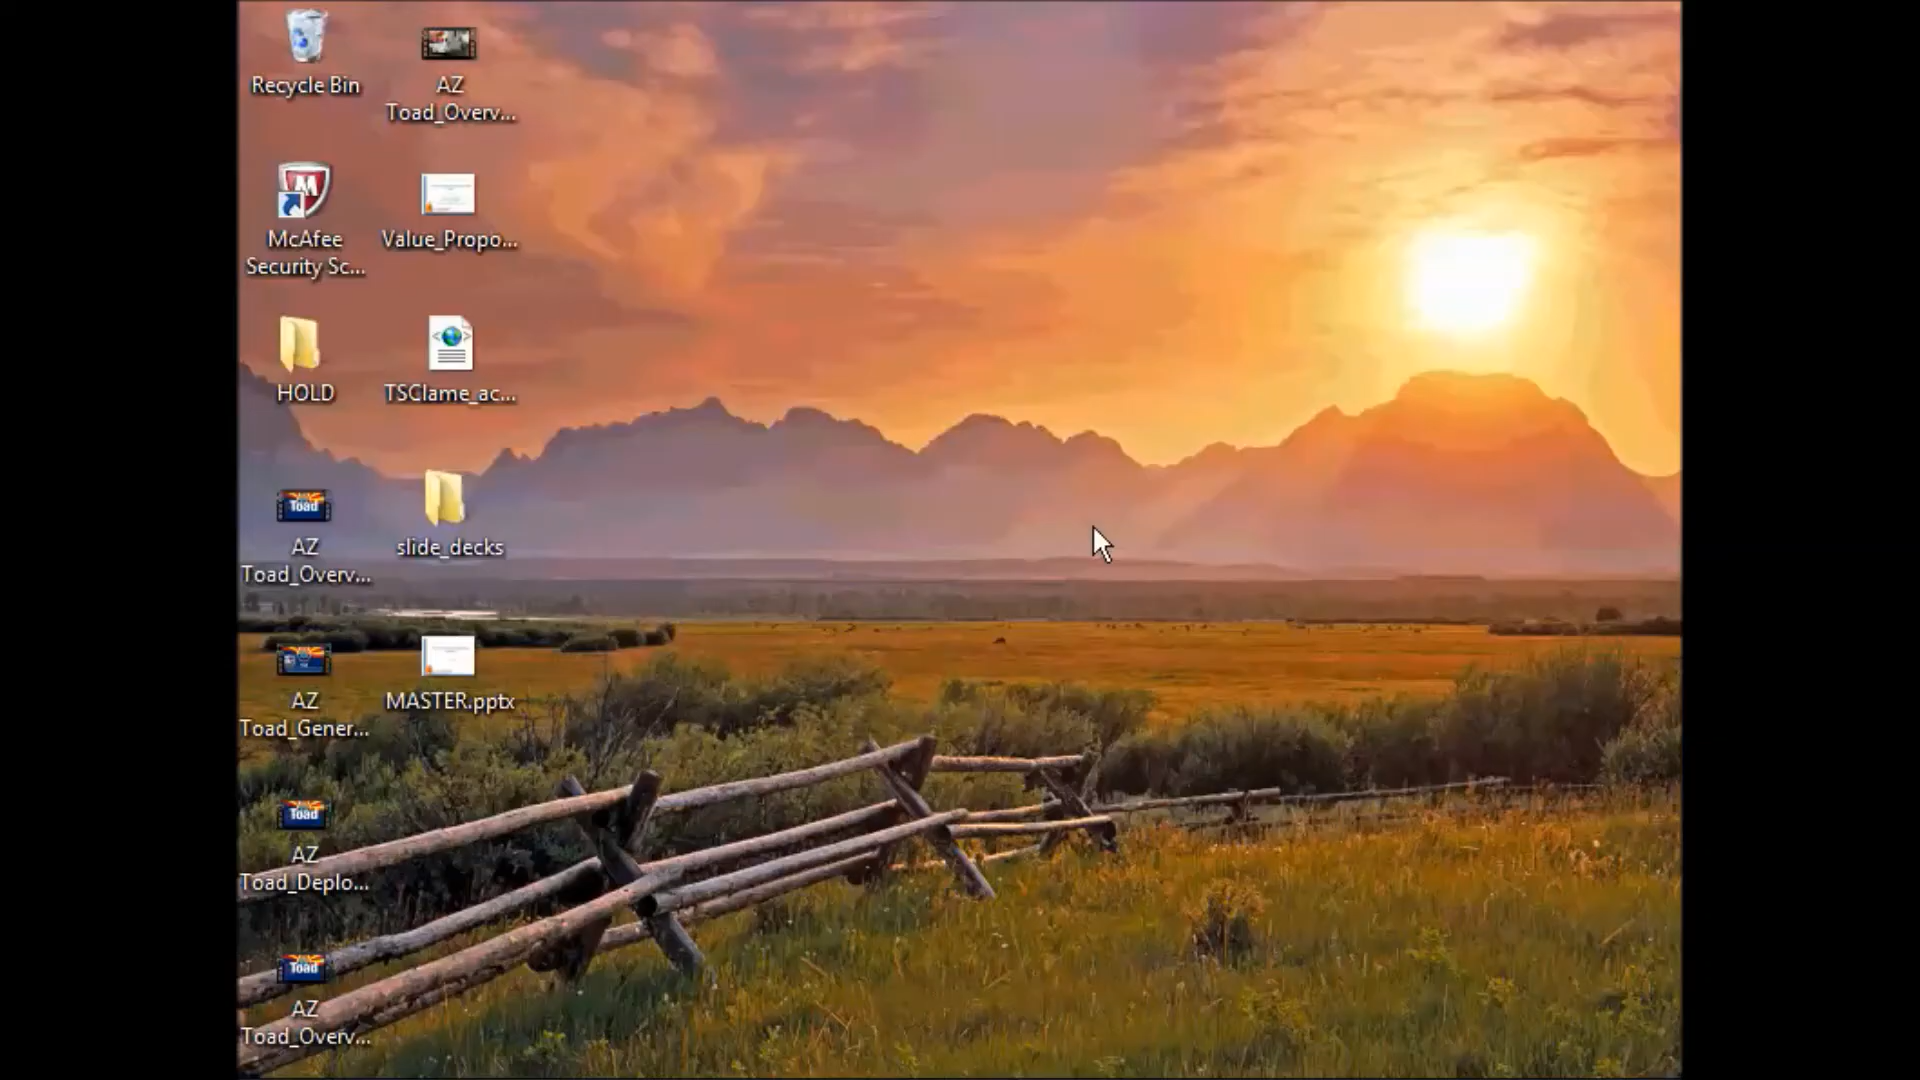 Recycle Bin
McAfee
Security Sc...
HOLD
Toad
AZ
Toad_Overv...
AZ
Toad_Gener...
Toad
AZ
Toad_Deplo...
Toad
AZ
Toad_Overv...
AZ
Toad_Overv...
Value_Propo...
TSClame_ac...
slide_decks
MASTER.pptx